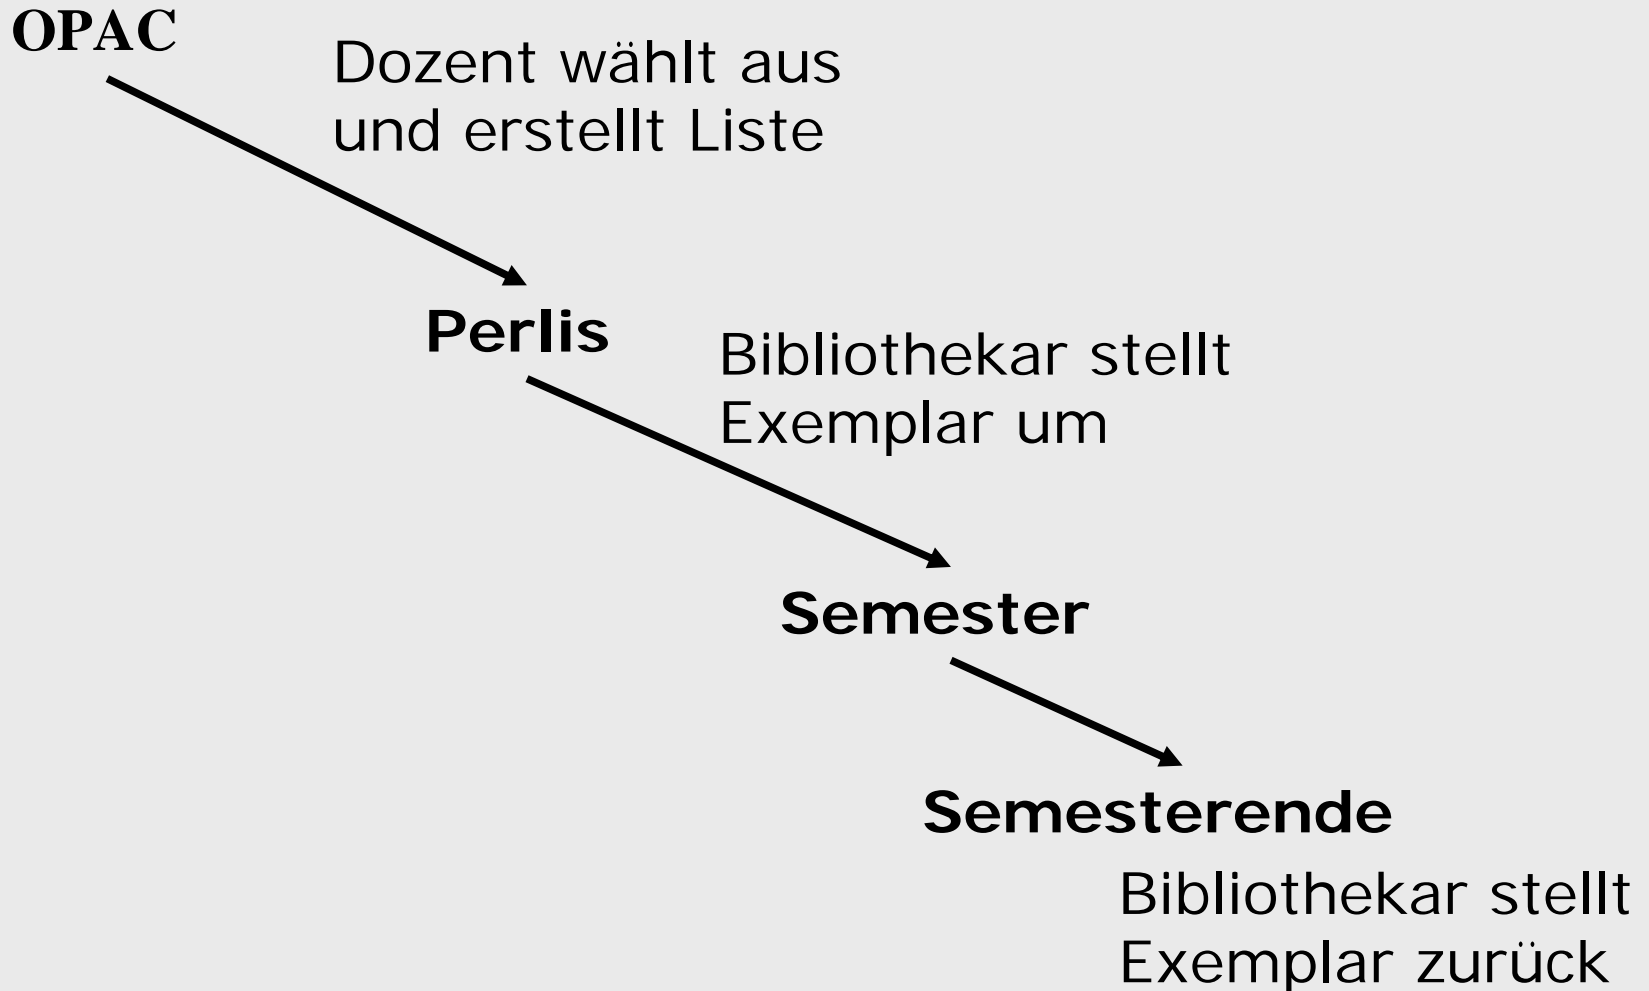 OPAC
Dozent wählt aus
und erstellt Liste
Perlis
Bibliothekar stellt
Exemplar um
Semester
Semesterende
Bibliothekar stellt
Exemplar zurück